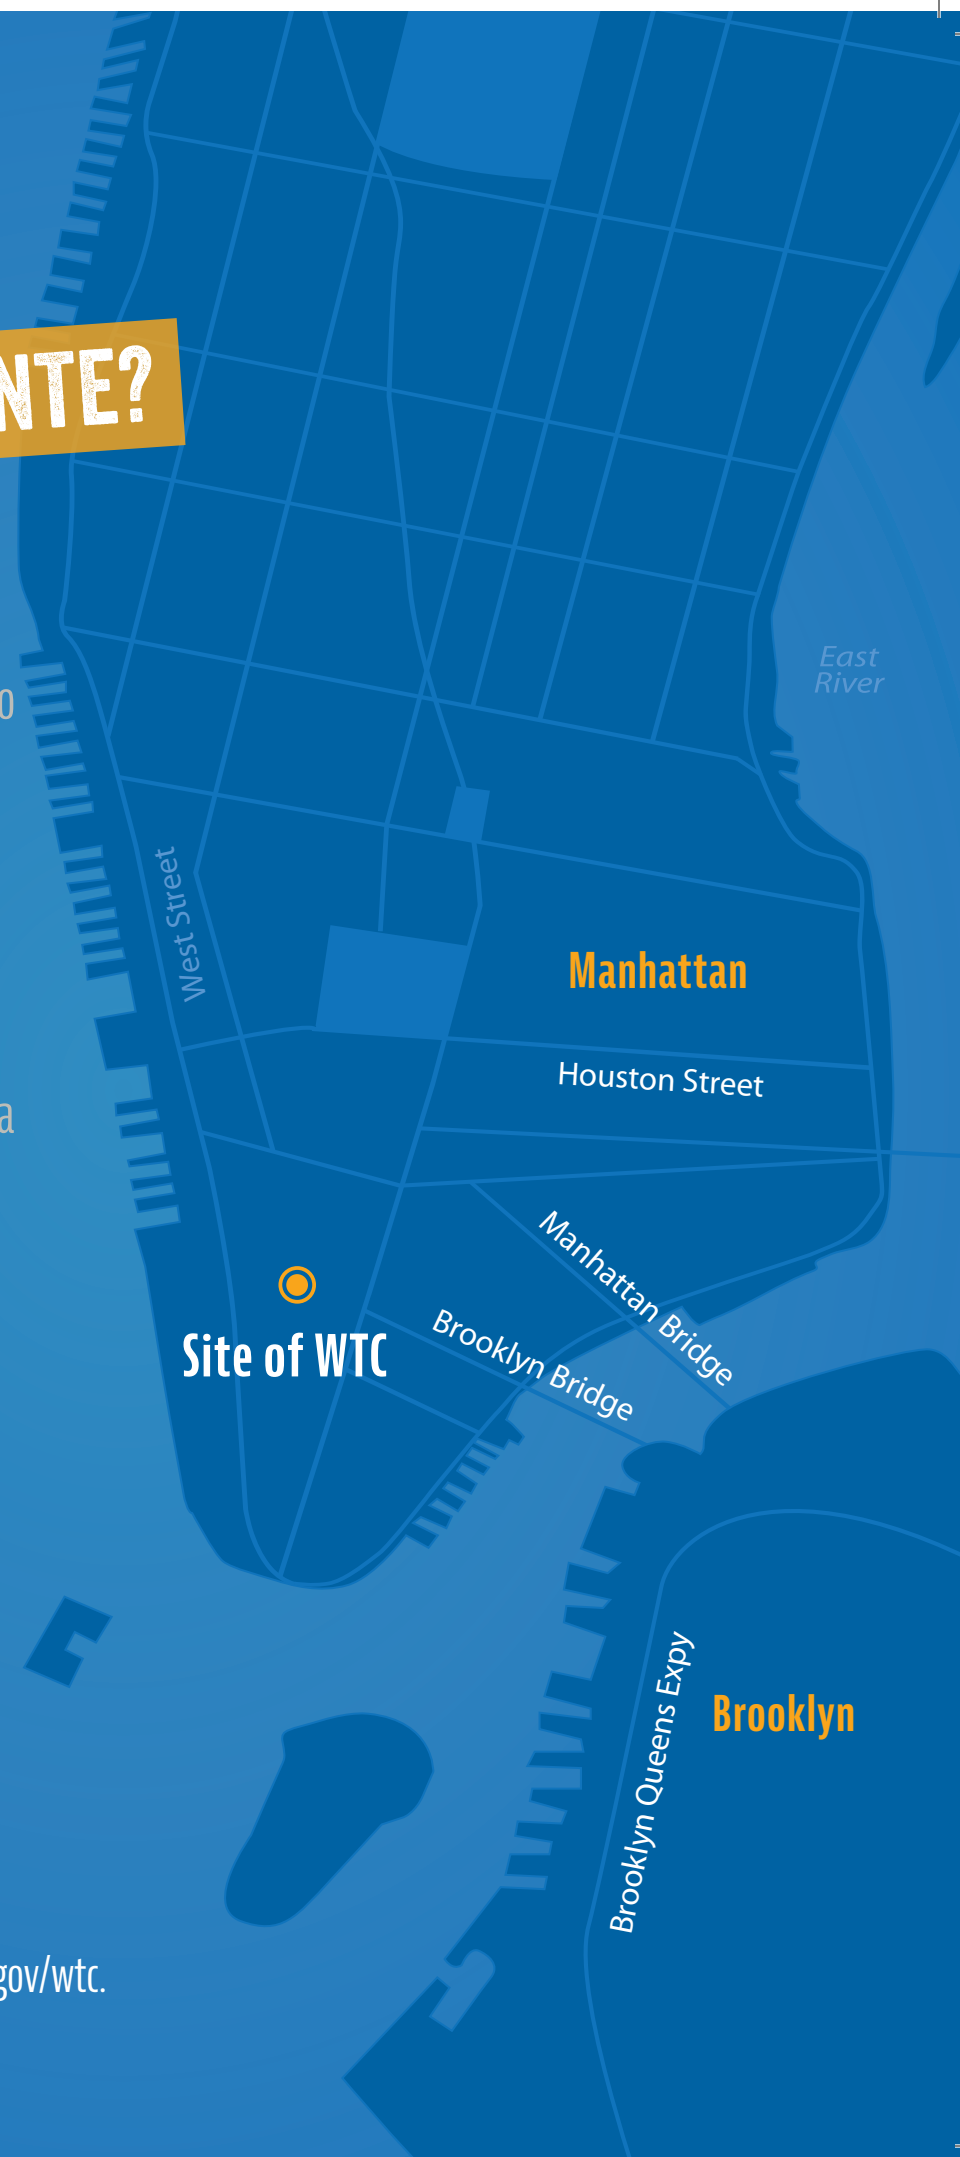 NTE?
o
East
River
West Street
Manhattan
Houston Street
a
Manhattan Bridge
Brooklyn Bridge
Site of WTC
Brooklyn Queens Expy
Brooklyn
gov/wtc.